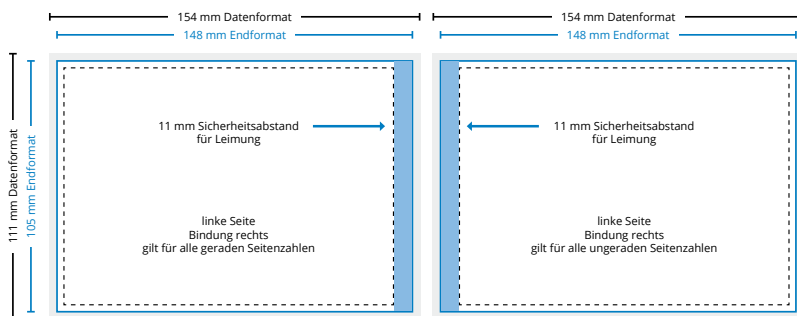 154 mm Datenformat
148 mm Endformat
154 mm Datenformat
148 mm Endformat
111 mm Datenformat
105 mm Endformat
11 mm Sicherheitsabstand
für Leimung
linke Seite
Bindung rechts
gilt für alle geraden Seitenzahlen
11 mm Sicherheitsabstand
für Leimung
linke Seite
Bindung rechts
gilt für alle ungeraden Seitenzahlen